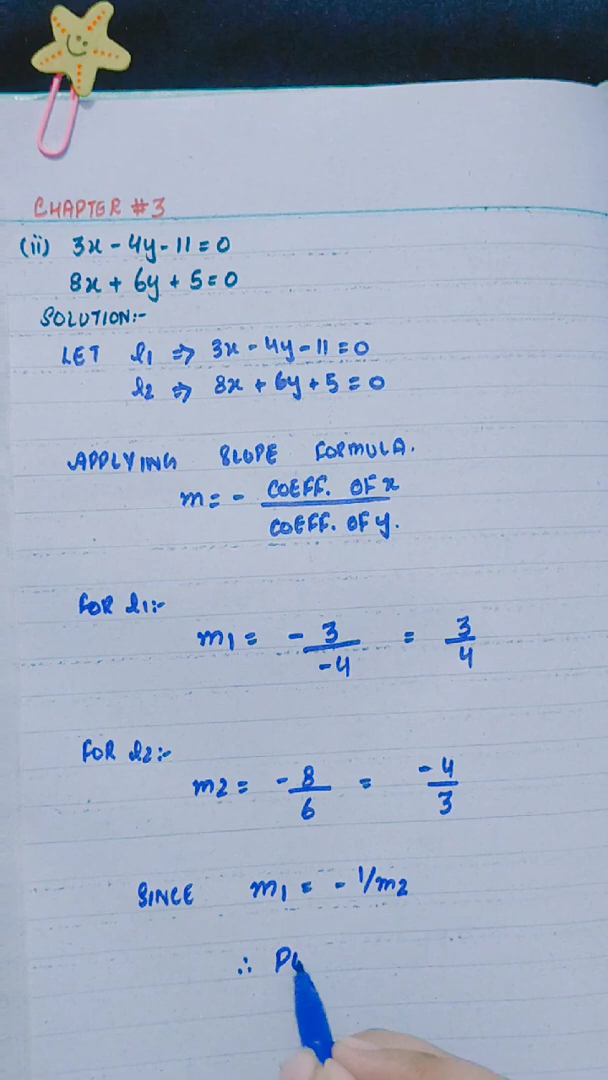 CHAPTER #3
(ii) 3x - 4y - 11 = 0
8x + 6y + 5 = 0
SOLUTION:-
LET l1 ⇒ 3x - 4y - 11 = 0
l2 ⇒ 8x + 6y + 5 = 0
APPLYING SLOPE FORMULA.
m = - COEFF. OF x / COEFF. OF y.
FOR l1:-
m1 = - 3 / -4 = 3 / 4
FOR l2:-
m2 = - 8 / 6 = -4 / 3
SINCE m1 = - 1/m2
∴